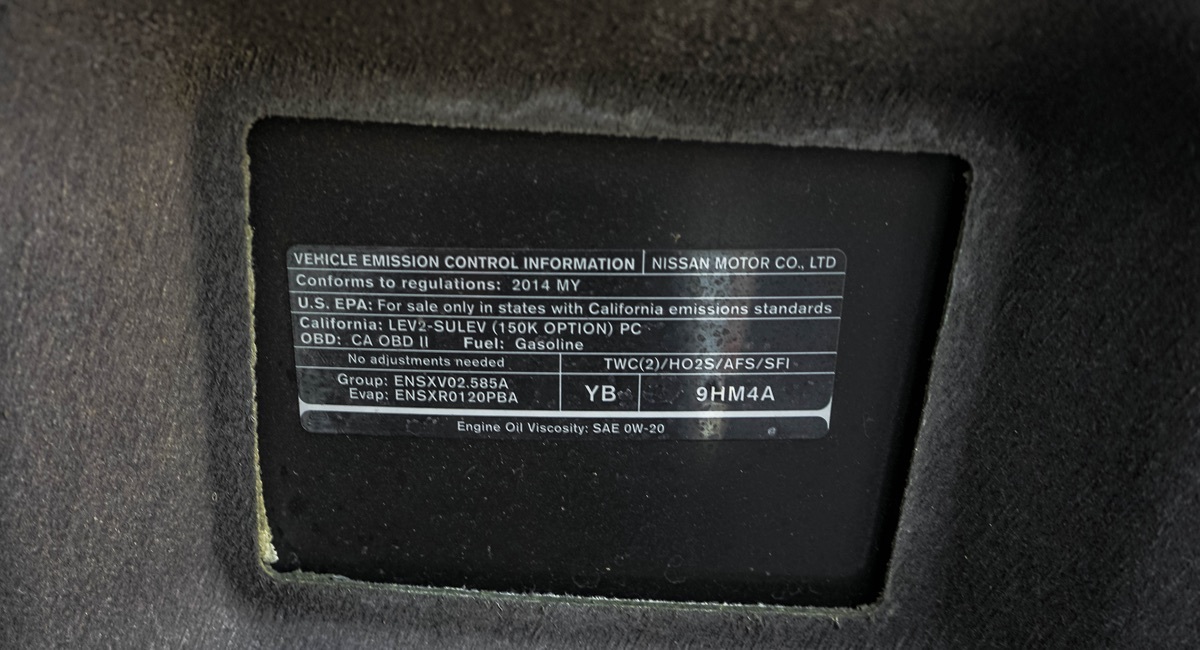 VEHICLE EMISSION CONTROL INFORMATION NISSAN MOTOR CO., LTD
Conforms to regulations: 2014 MY
U.S. EPA: For sale only in states with California emissions standards
California: LEV2-SULEV (150K OPTION) PC
OBD: CA OBD II Fuel: Gasoline
No adjustments needed TWC(2)/HO2S/AFS/SFI
Group: ENSXV02.585A
Evap: ENSXR0120PBA
YB 9HM4A
Engine Oil Viscosity: SAE 0W-20